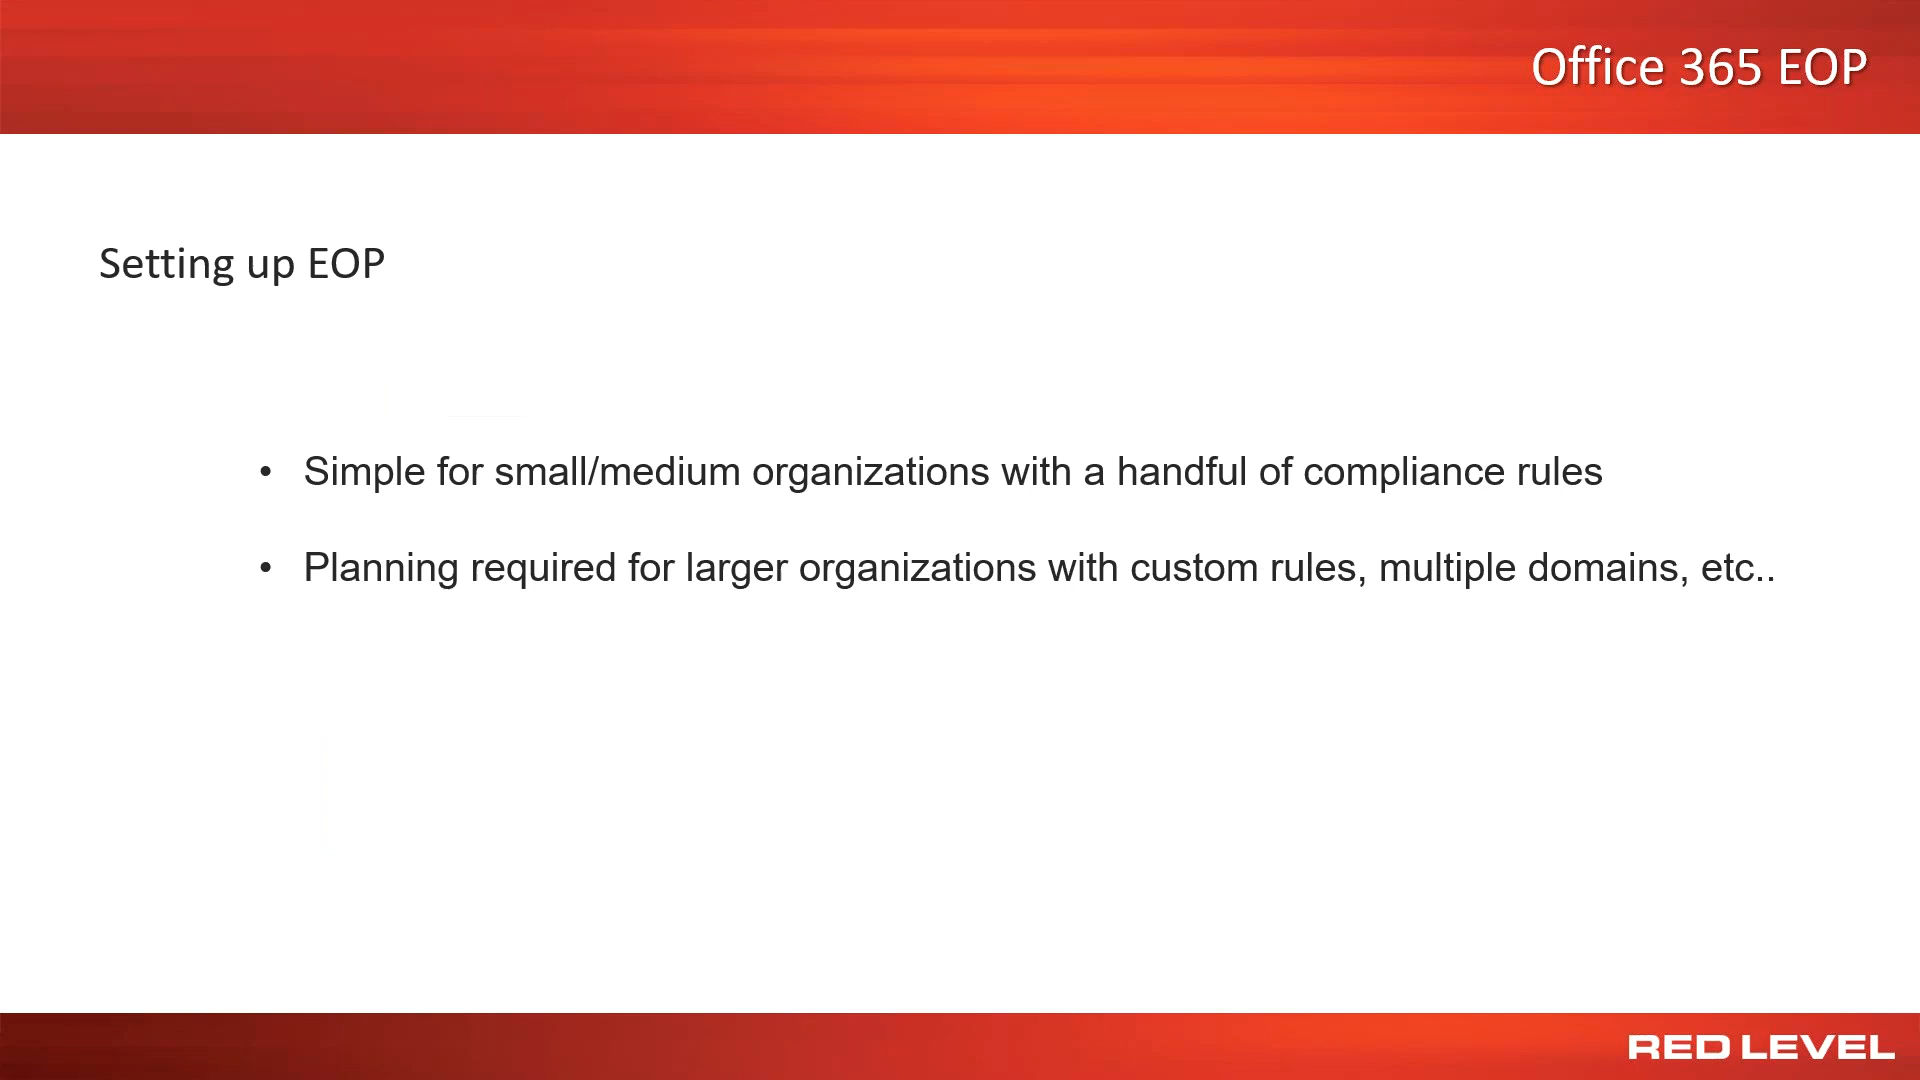 Office 365 EOP
Setting up EOP
• Simple for small/medium organizations with a handful of compliance rules
• Planning required for larger organizations with custom rules, multiple domains, etc..
RED LEVEL